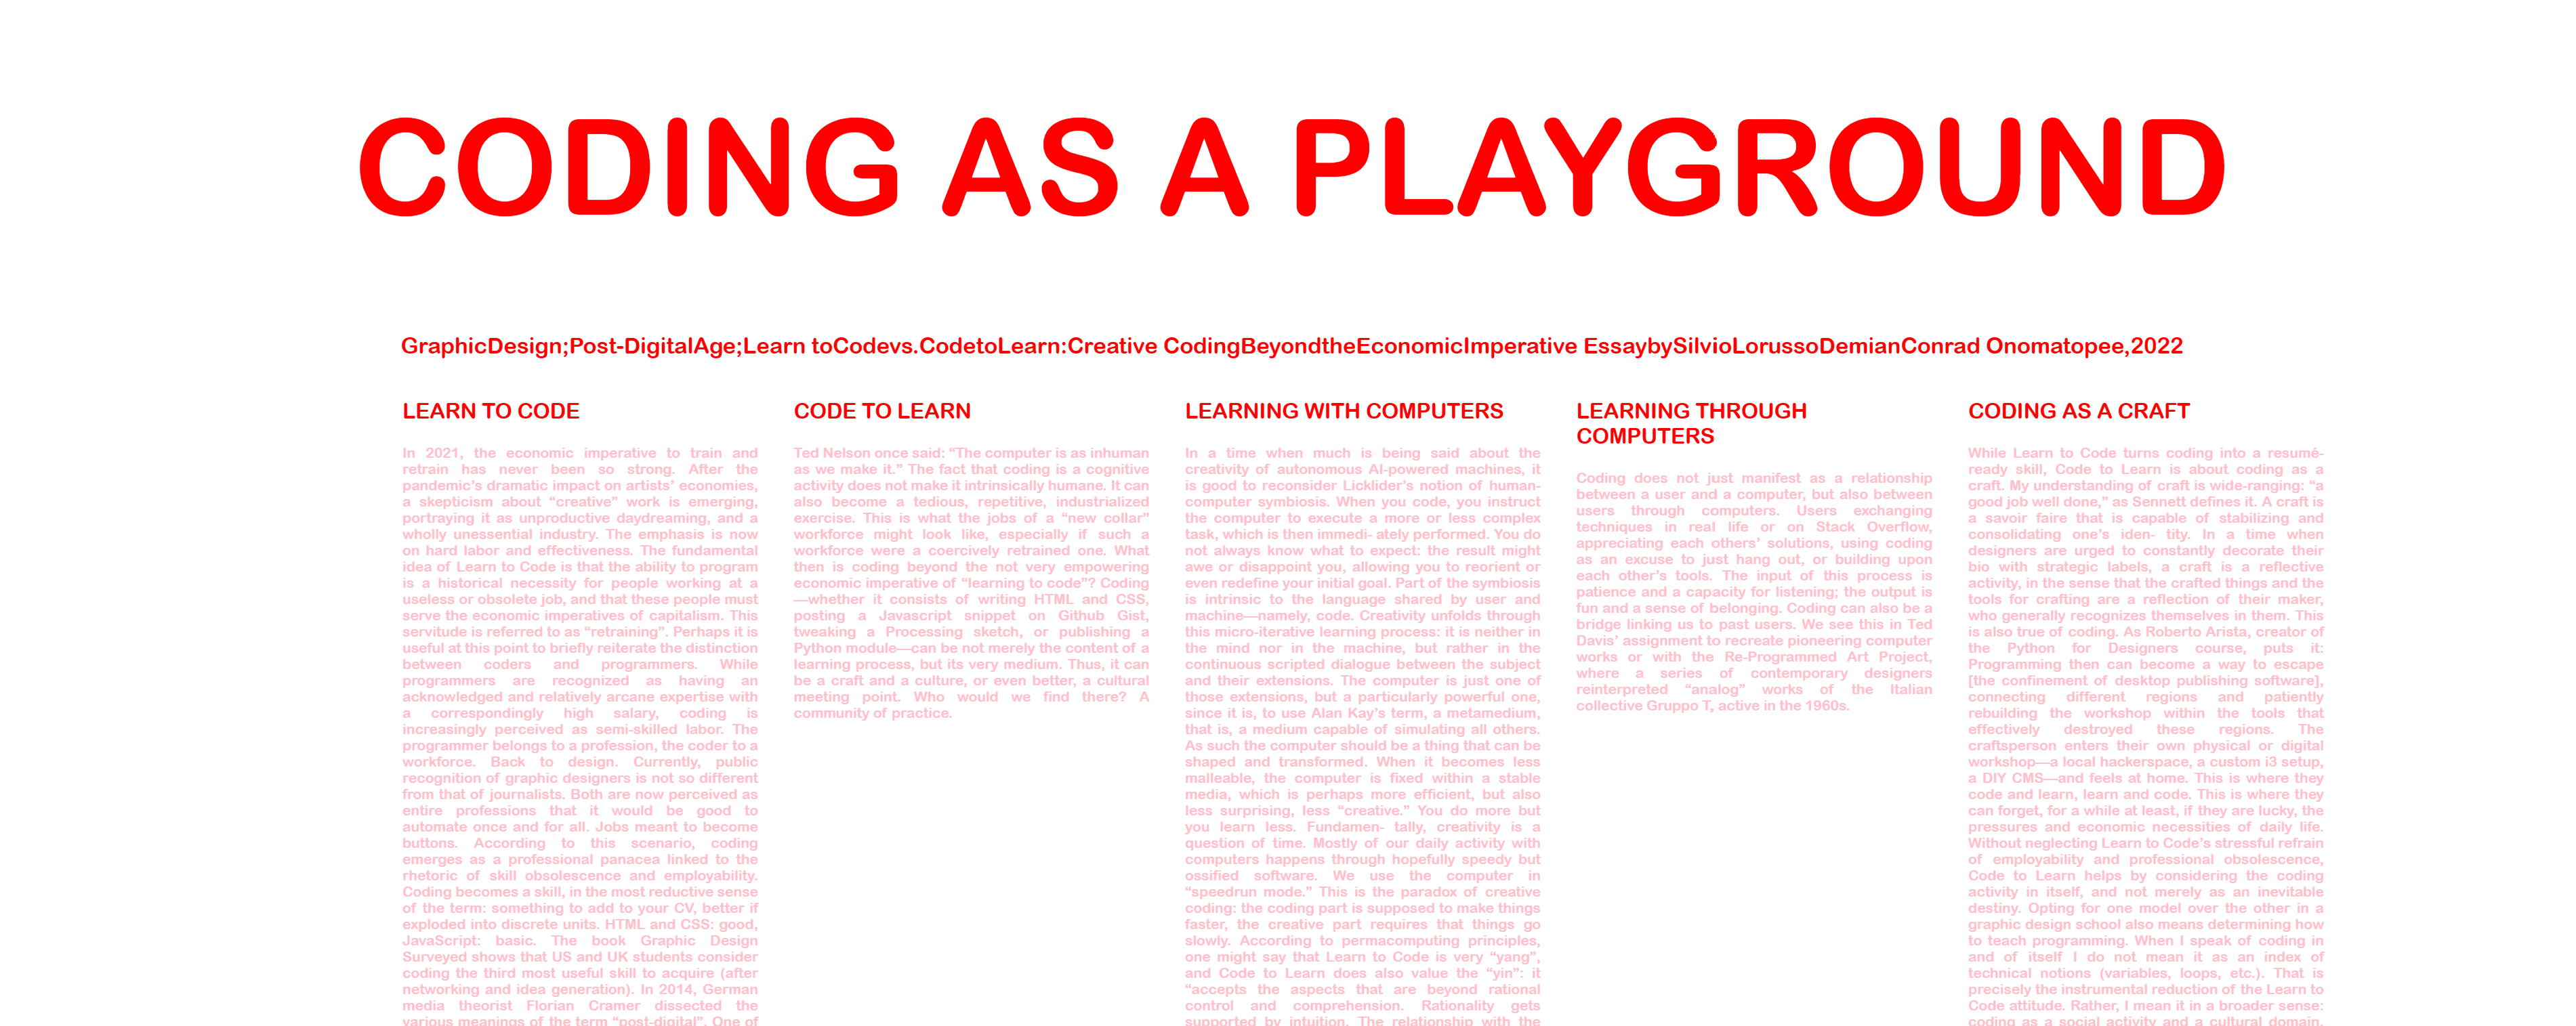 CODING AS A PLAYGROUND
GraphicDesign;Post-DigitalAge;Learn toCodevs.CodetoLearn:Creative CodingBeyondtheEconomicImperative EssaybySilvioLorussoDemianConrad Onomatopee,2022
LEARN TO CODE
In 2021, the economic imperative to train and
retrain has never been so strong. After the
pandemic’s dramatic impact on artists’ economies,
a skepticism about “creative” work is emerging,
portraying it as unproductive daydreaming, and a
wholly unessential industry. The emphasis is now
on hard labor and effectiveness. The fundamental
idea of Learn to Code is that the ability to program
is a historical necessity for people working at a
useless or obsolete job, and that these people must
serve the economic imperatives of capitalism. This
servitude is referred to as “retraining”. Perhaps it is
useful at this point to briefly reiterate the distinction
between coders and programmers. While
programmers are recognized as having an
acknowledged and relatively arcane expertise with
a correspondingly high salary, coding is
increasingly perceived as semi-skilled labor. The
programmer belongs to a profession, the coder to a
workforce. Back to design. Currently, public
recognition of graphic designers is not so different
from that of journalists. Both are now perceived as
entire professions that it would be good to
automate once and for all. Jobs meant to become
buttons. According to this scenario, coding
emerges as a professional panacea linked to the
rhetoric of skill obsolescence and employability.
Coding becomes a skill, in the most reductive sense
of the term: something to add to your CV, better if
exploded into discrete units. HTML and CSS: good,
JavaScript: basic. The book Graphic Design
Surveyed shows that US and UK students consider
coding the third most useful skill to acquire (after
networking and idea generation). In 2014, German
media theorist Florian Cramer dissected the
various meanings of the term “post-digital”. One of
CODE TO LEARN
Ted Nelson once said: “The computer is as inhuman
as we make it.” The fact that coding is a cognitive
activity does not make it intrinsically humane. It can
also become a tedious, repetitive, industrialized
exercise. This is what the jobs of a “new collar”
workforce might look like, especially if such a
workforce were a coercively retrained one. What
then is coding beyond the not very empowering
economic imperative of “learning to code”? Coding
—whether it consists of writing HTML and CSS,
posting a Javascript snippet on Github Gist,
tweaking a Processing sketch, or publishing a
Python module—can be not merely the content of a
learning process, but its very medium. Thus, it can
be a craft and a culture, or even better, a cultural
meeting point. Who would we find there? A
community of practice.
LEARNING WITH COMPUTERS
In a time when much is being said about the
creativity of autonomous AI-powered machines, it
is good to reconsider Licklider’s notion of human-
computer symbiosis. When you code, you instruct
the computer to execute a more or less complex
task, which is then immedi- ately performed. You do
not always know what to expect: the result might
awe or disappoint you, allowing you to reorient or
even redefine your initial goal. Part of the symbiosis
is intrinsic to the language shared by user and
machine—namely, code. Creativity unfolds through
this micro-iterative learning process: it is neither in
the mind nor in the machine, but rather in the
continuous scripted dialogue between the subject
and their extensions. The computer is just one of
those extensions, but a particularly powerful one,
since it is, to use Alan Kay’s term, a metamedium,
that is, a medium capable of simulating all others.
As such the computer should be a thing that can be
shaped and transformed. When it becomes less
malleable, the computer is fixed within a stable
media, which is perhaps more efficient, but also
less surprising, less “creative.” You do more but
you learn less. Fundamen- tally, creativity is a
question of time. Mostly of our daily activity with
computers happens through hopefully speedy but
ossified software. We use the computer in
“speedrun mode.” This is the paradox of creative
coding: the coding part is supposed to make things
faster, the creative part requires that things go
slowly. According to permacomputing principles,
one might say that Learn to Code is very “yang”,
and Code to Learn does also value the “yin”: it
“accepts the aspects that are beyond rational
control and comprehension. Rationality gets
supported by intuition. The relationship with the
LEARNING THROUGH
COMPUTERS
Coding does not just manifest as a relationship
between a user and a computer, but also between
users through computers. Users exchanging
techniques in real life or on Stack Overflow,
appreciating each others’ solutions, using coding
as an excuse to just hang out, or building upon
each other’s tools. The input of this process is
patience and a capacity for listening; the output is
fun and a sense of belonging. Coding can also be a
bridge linking us to past users. We see this in Ted
Davis’ assignment to recreate pioneering computer
works or with the Re-Programmed Art Project,
where a series of contemporary designers
reinterpreted “analog” works of the Italian
collective Gruppo T, active in the 1960s.
CODING AS A CRAFT
While Learn to Code turns coding into a resumé-
ready skill, Code to Learn is about coding as a
craft. My understanding of craft is wide-ranging: “a
good job well done,” as Sennett defines it. A craft is
a savoir faire that is capable of stabilizing and
consolidating one’s iden- tity. In a time when
designers are urged to constantly decorate their
bio with strategic labels, a craft is a reflective
activity, in the sense that the crafted things and the
tools for crafting are a reflection of their maker,
who generally recognizes themselves in them. This
is also true of coding. As Roberto Arista, creator of
the Python for Designers course, puts it:
Programming then can become a way to escape
[the confinement of desktop publishing software],
connecting different regions and patiently
rebuilding the workshop within the tools that
effectively destroyed these regions. The
craftsperson enters their own physical or digital
workshop—a local hackerspace, a custom i3 setup,
a DIY CMS—and feels at home. This is where they
code and learn, learn and code. This is where they
can forget, for a while at least, if they are lucky, the
pressures and economic necessities of daily life.
Without neglecting Learn to Code’s stressful refrain
of employability and professional obsolescence,
Code to Learn helps by considering the coding
activity in itself, and not merely as an inevitable
destiny. Opting for one model over the other in a
graphic design school also means determining how
to teach programming. When I speak of coding in
and of itself I do not mean it as an index of
technical notions (variables, loops, etc.). That is
precisely the instrumental reduction of the Learn to
Code attitude. Rather, I mean it in a broader sense:
coding as a social activity and a cultural domain.